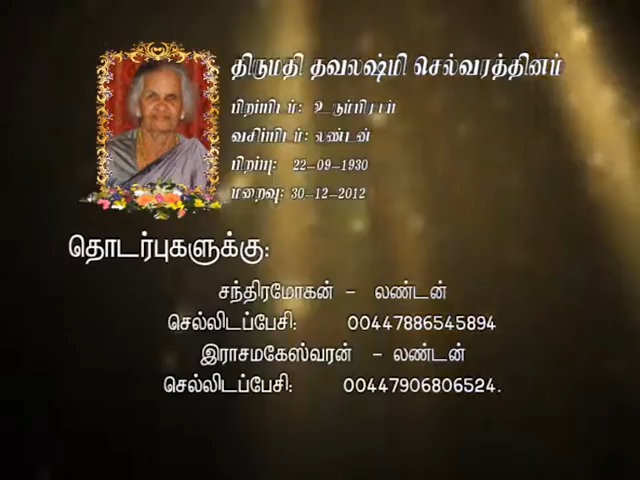 திருமதி தவலஷ்மி செல்வரத்தினம்
பிறப்பிடம்: உடுப்பிட்டி
வசிப்பிடம்: லண்டன்
பிறப்பு: 22-09-1930
மறைவு: 30-12-2012
தொடர்புகளுக்கு:
சந்திரமோகன் - லண்டன்
செல்லிடப்பேசி: 00447886545894
இராசமகேஸ்வரன் - லண்டன்
செல்லிடப்பேசி: 00447906806524.